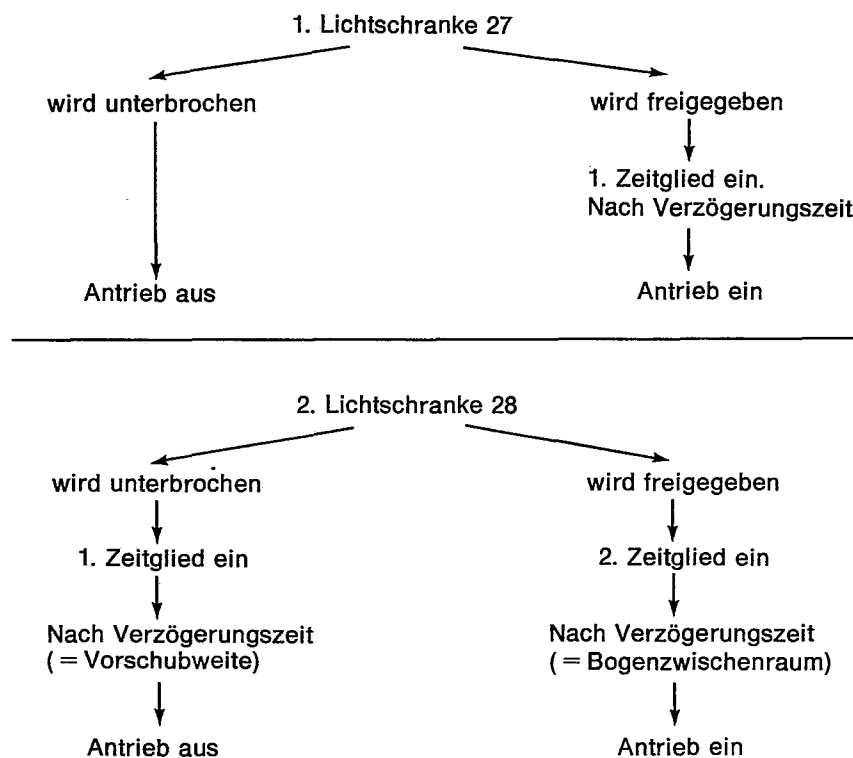 1. Lichtschranke 27
wird unterbrochen
wird freigegeben
1. Zeitglied ein.
Nach Verzögerungszeit
Antrieb aus
Antrieb ein
2. Lichtschranke 28
wird unterbrochen
wird freigegeben
1. Zeitglied ein
2. Zeitglied ein
Nach Verzögerungszeit
(= Vorschubweite)
Nach Verzögerungszeit
(= Bogenzwischenraum)
Antrieb aus
Antrieb ein